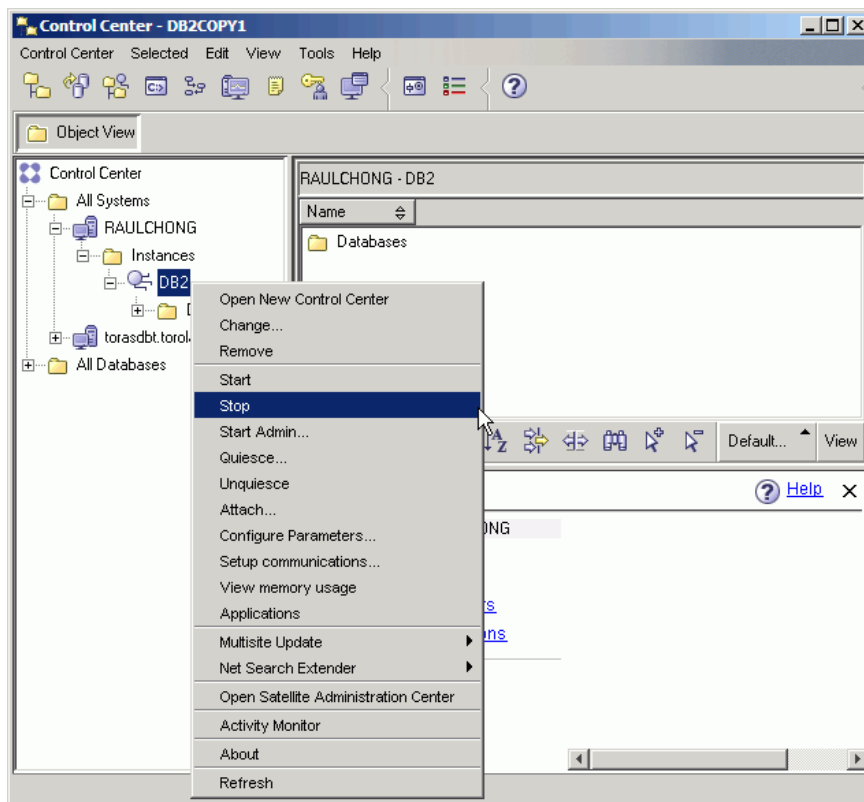 Control Center - DB2COPY1
Control Center Selected Edit View Tools Help
Object View
Control Center
All Systems
RAULCHONG
Instances
DB2
torasdbt.torol
All Databases
RAULCHONG - DB2
Name
Databases
Open New Control Center
Change...
Remove
Start
Stop
Start Admin...
Quiesce...
Unquiesce
Attach...
Configure Parameters...
Setup communications...
View memory usage
Applications
Multisite Update
Net Search Extender
Open Satellite Administration Center
Activity Monitor
About
Refresh
Default... View
Help
ONG
rs
ons